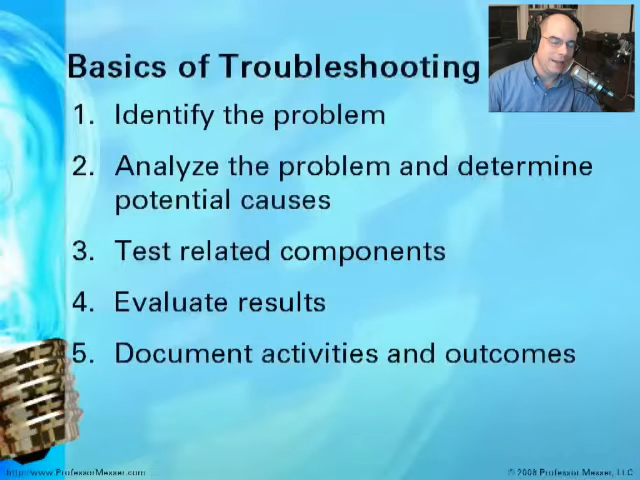 Basics of Troubleshooting
1. Identify the problem
2. Analyze the problem and determine
potential causes
3. Test related components
4. Evaluate results
5. Document activities and outcomes
http://www.ProfessorMesser.com
© 2008 Professor Messer, LLC